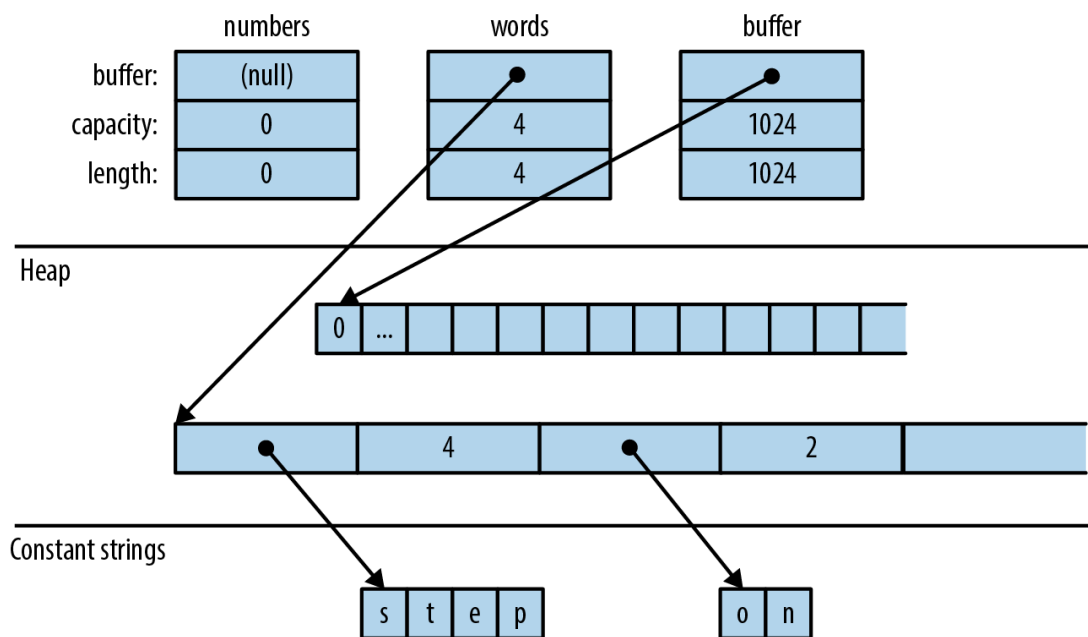 numbers words buffer
buffer: (null)
capacity: 0 4 1024
length: 0 4 1024
Heap
0 ...
4 2
Constant strings
s t e p o n